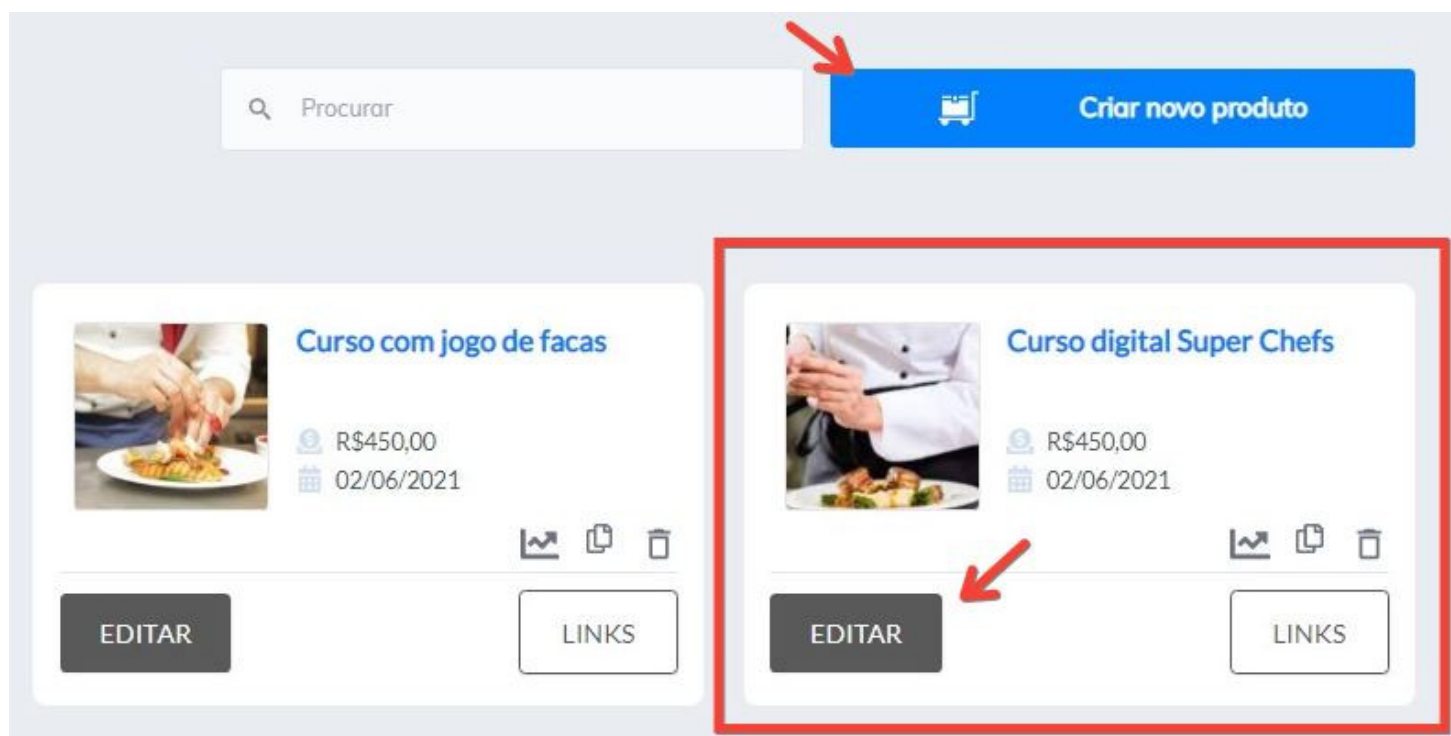 Procurar
Criar novo produto
Curso com jogo de facas
R$450,00
02/06/2021
EDITAR
LINKS
Curso digital Super Chefs
R$450,00
02/06/2021
EDITAR
LINKS